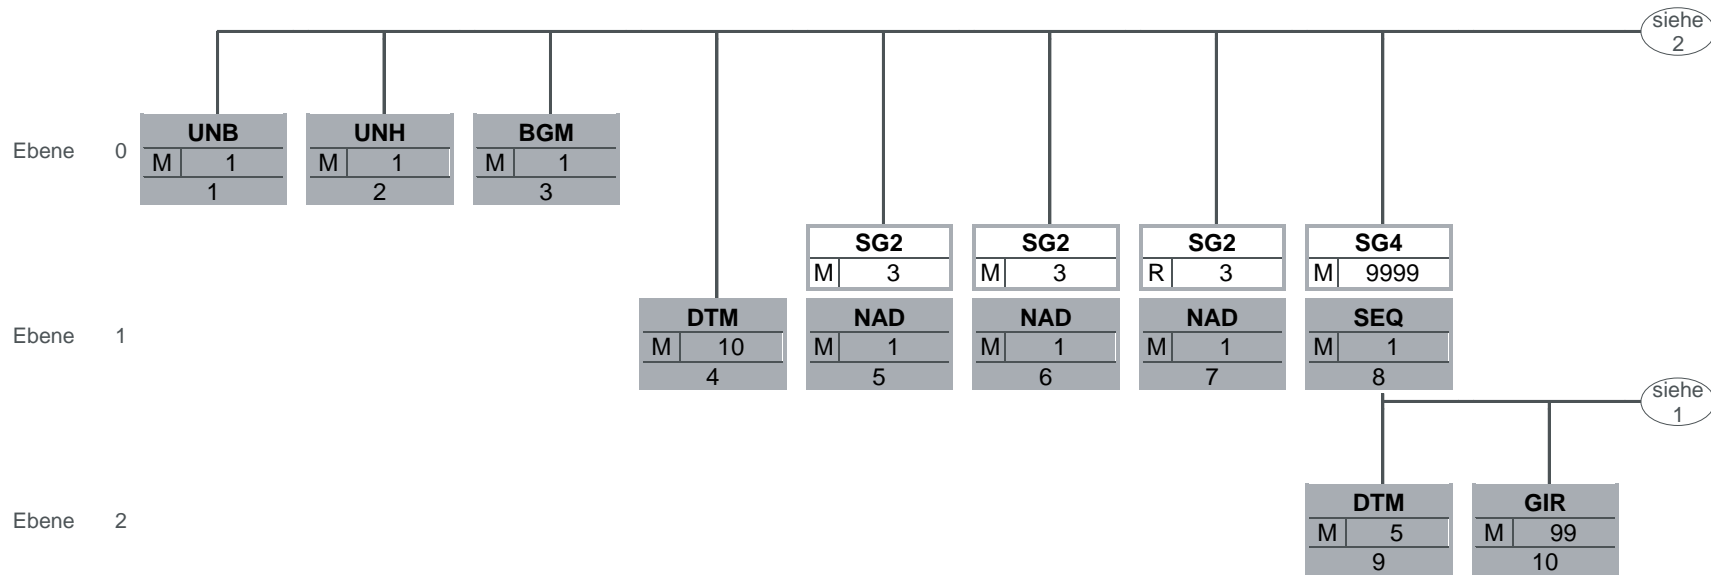 siehe
2
Ebene 0
UNB
M 1
1
UNH
M 1
2
BGM
M 1
3
SG2
M 3
SG2
M 3
SG2
R 3
SG4
M 9999
Ebene 1
DTM
M 10
4
NAD
M 1
5
NAD
M 1
6
NAD
M 1
7
SEQ
M 1
8
siehe
1
Ebene 2
DTM
M 5
9
GIR
M 99
10